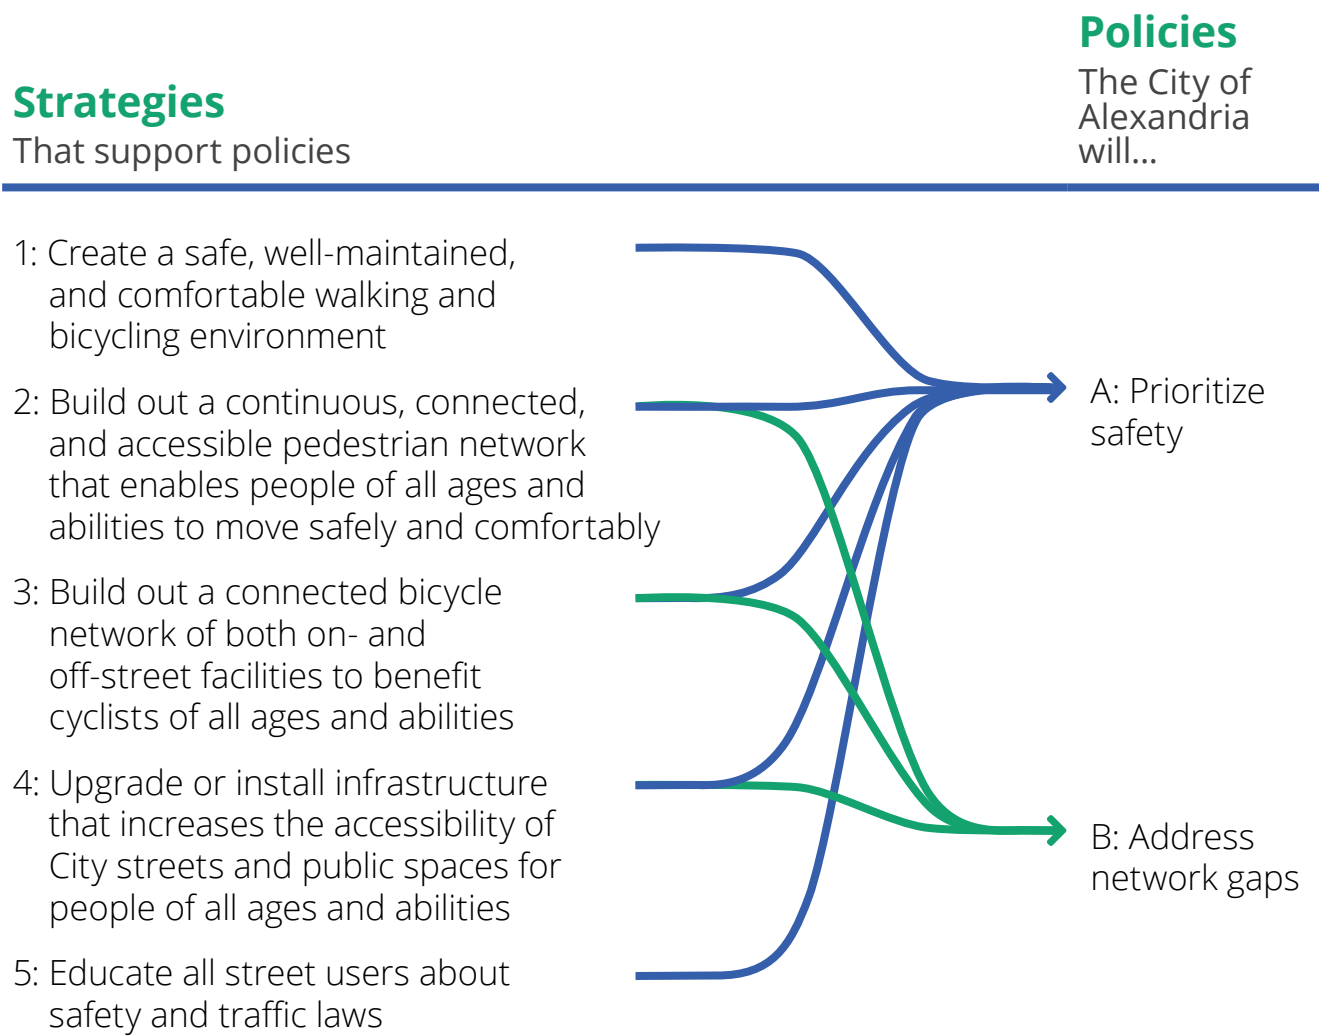 Strategies
That support policies
Policies
The City of
Alexandria
will...
1: Create a safe, well-maintained,
and comfortable walking and
bicycling environment
2: Build out a continuous, connected,
and accessible pedestrian network
that enables people of all ages and
abilities to move safely and comfortably
3: Build out a connected bicycle
network of both on- and
off-street facilities to benefit
cyclists of all ages and abilities
4: Upgrade or install infrastructure
that increases the accessibility of
City streets and public spaces for
people of all ages and abilities
5: Educate all street users about
safety and traffic laws
A: Prioritize
safety
B: Address
network gaps